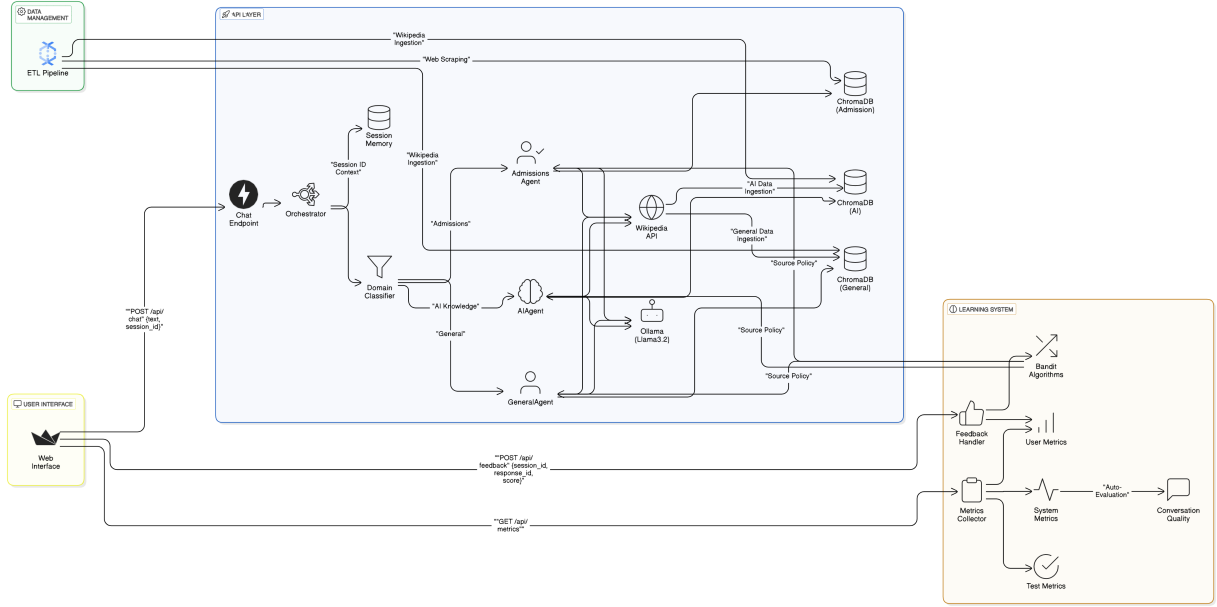 DATA
MANAGEMENT
ETL Pipeline
API LAYER
"Wikipedia
Ingestion"
"Web Scraping"
ChromaDB
(Admission)
Session
Memory
"Session ID
Context"
"Wikipedia
Ingestion"
Admissions
Agent
"AI Data
Ingestion"
ChromaDB
(AI)
Chat
Endpoint
Orchestrator
"Admissions"
Wikipedia
API
"General Data
Ingestion"
"Source Policy"
ChromaDB
(General)
Domain
Classifier
"AI Knowledge"
AIAgent
"General"
Ollama
(Llama3.2)
"Source Policy"
"Source Policy"
GeneralAgent
""POST /api/
chat" {text,
session_id}"
USER INTERFACE
Web
Interface
""POST /api/
feedback" {session_id,
response_id,
score}"
""GET /api/
metrics""
LEARNING SYSTEM
Bandit
Algorithms
Feedback
Handler
User Metrics
Metrics
Collector
System
Metrics
"Auto-
Evaluation"
Conversation
Quality
Test Metrics